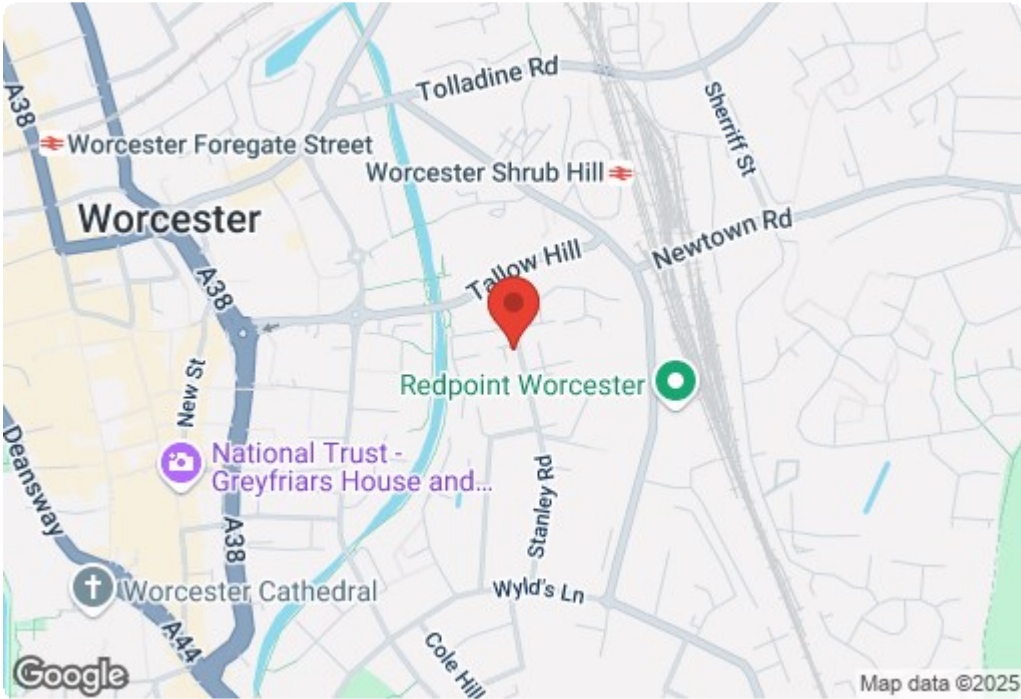 Tolladine Rd
A38
Sherriff St
Worcester Foregate Street
Worcester Shrub Hill
Worcester
Newtown Rd
Tallow Hill
A38
New St
Redpoint Worcester
National Trust -
Greyfriars House and...
Deansway
Stanley Rd
A38
Worcester Cathedral
Wyld's Ln
A44
Cole Hill
Google
Map data ©2025